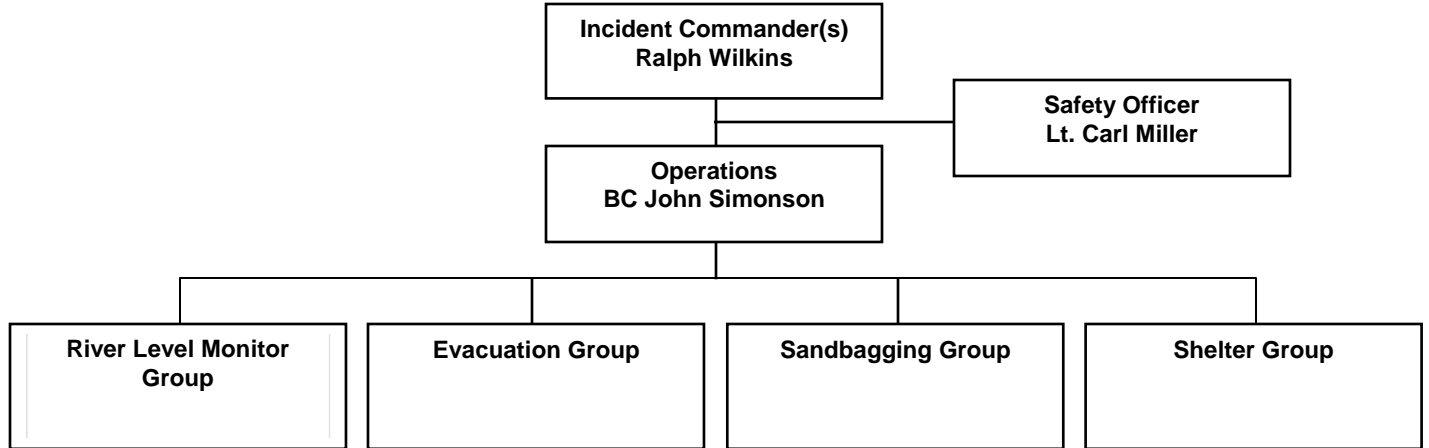 Incident Commander(s)
Ralph Wilkins
Safety Officer
Lt. Carl Miller
Operations
BC John Simonson
River Level Monitor
Group
Evacuation Group
Sandbagging Group
Shelter Group